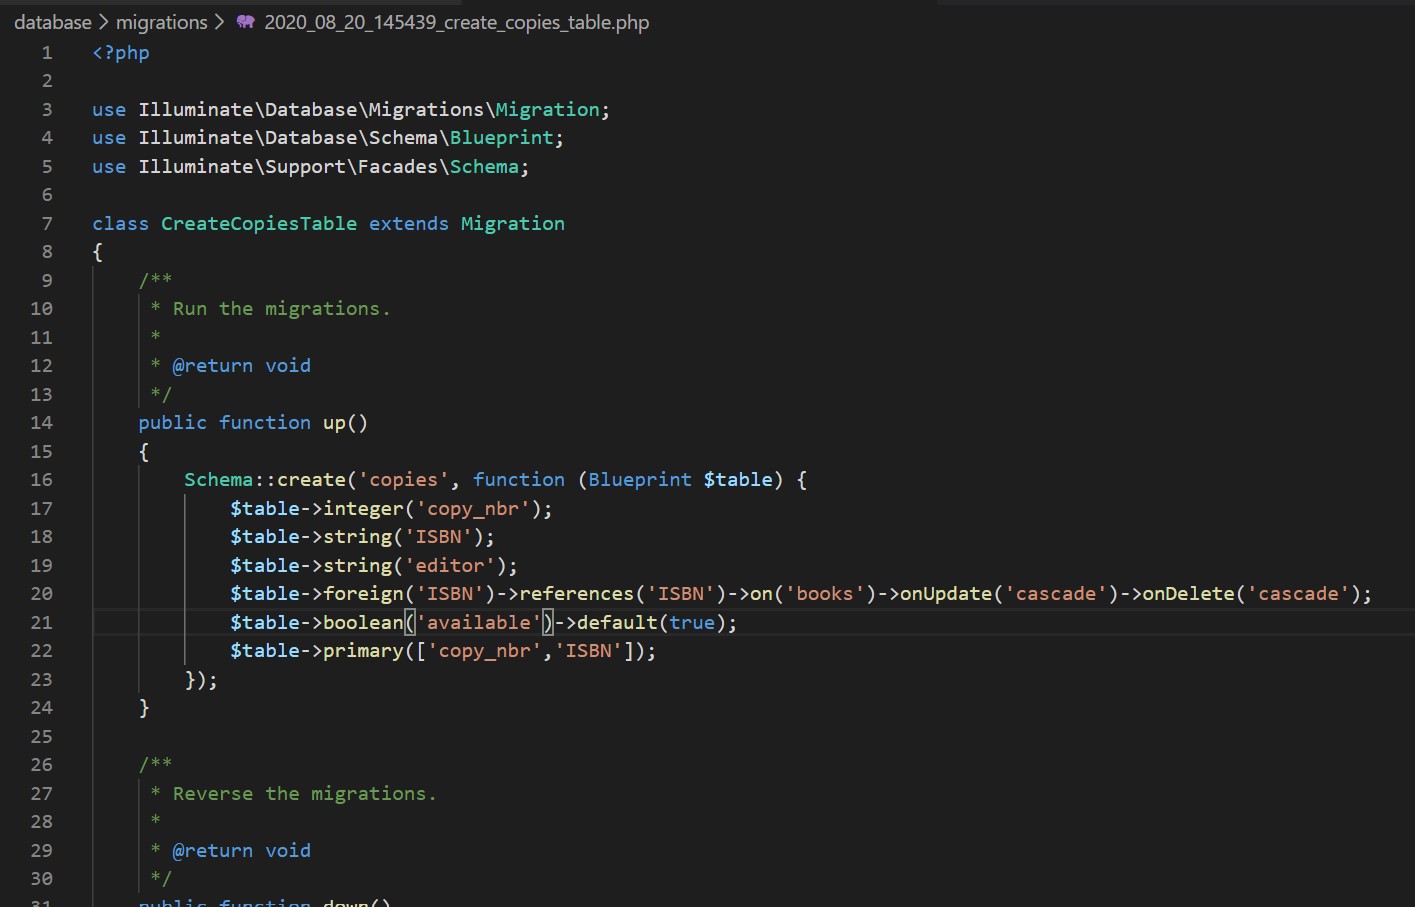 database > migrations > 2020_08_20_145439_create_copies_table.php
1 <?php
2
3 use Illuminate\Database\Migrations\Migration;
4 use Illuminate\Database\Schema\Blueprint;
5 use Illuminate\Support\Facades\Schema;
6
7 class CreateCopiesTable extends Migration
8 {
9     /**
10      * Run the migrations.
11      *
12      * @return void
13      */
14     public function up()
15     {
16         Schema::create('copies', function (Blueprint $table) {
17             $table->integer('copy_nbr');
18             $table->string('ISBN');
19             $table->string('editor');
20             $table->foreign('ISBN')->references('ISBN')->on('books')->onUpdate('cascade')->onDelete('cascade');
21             $table->boolean('available')->default(true);
22             $table->primary(['copy_nbr','ISBN']);
23         });
24     }
25
26     /**
27      * Reverse the migrations.
28      *
29      * @return void
30      */
31     public function down()